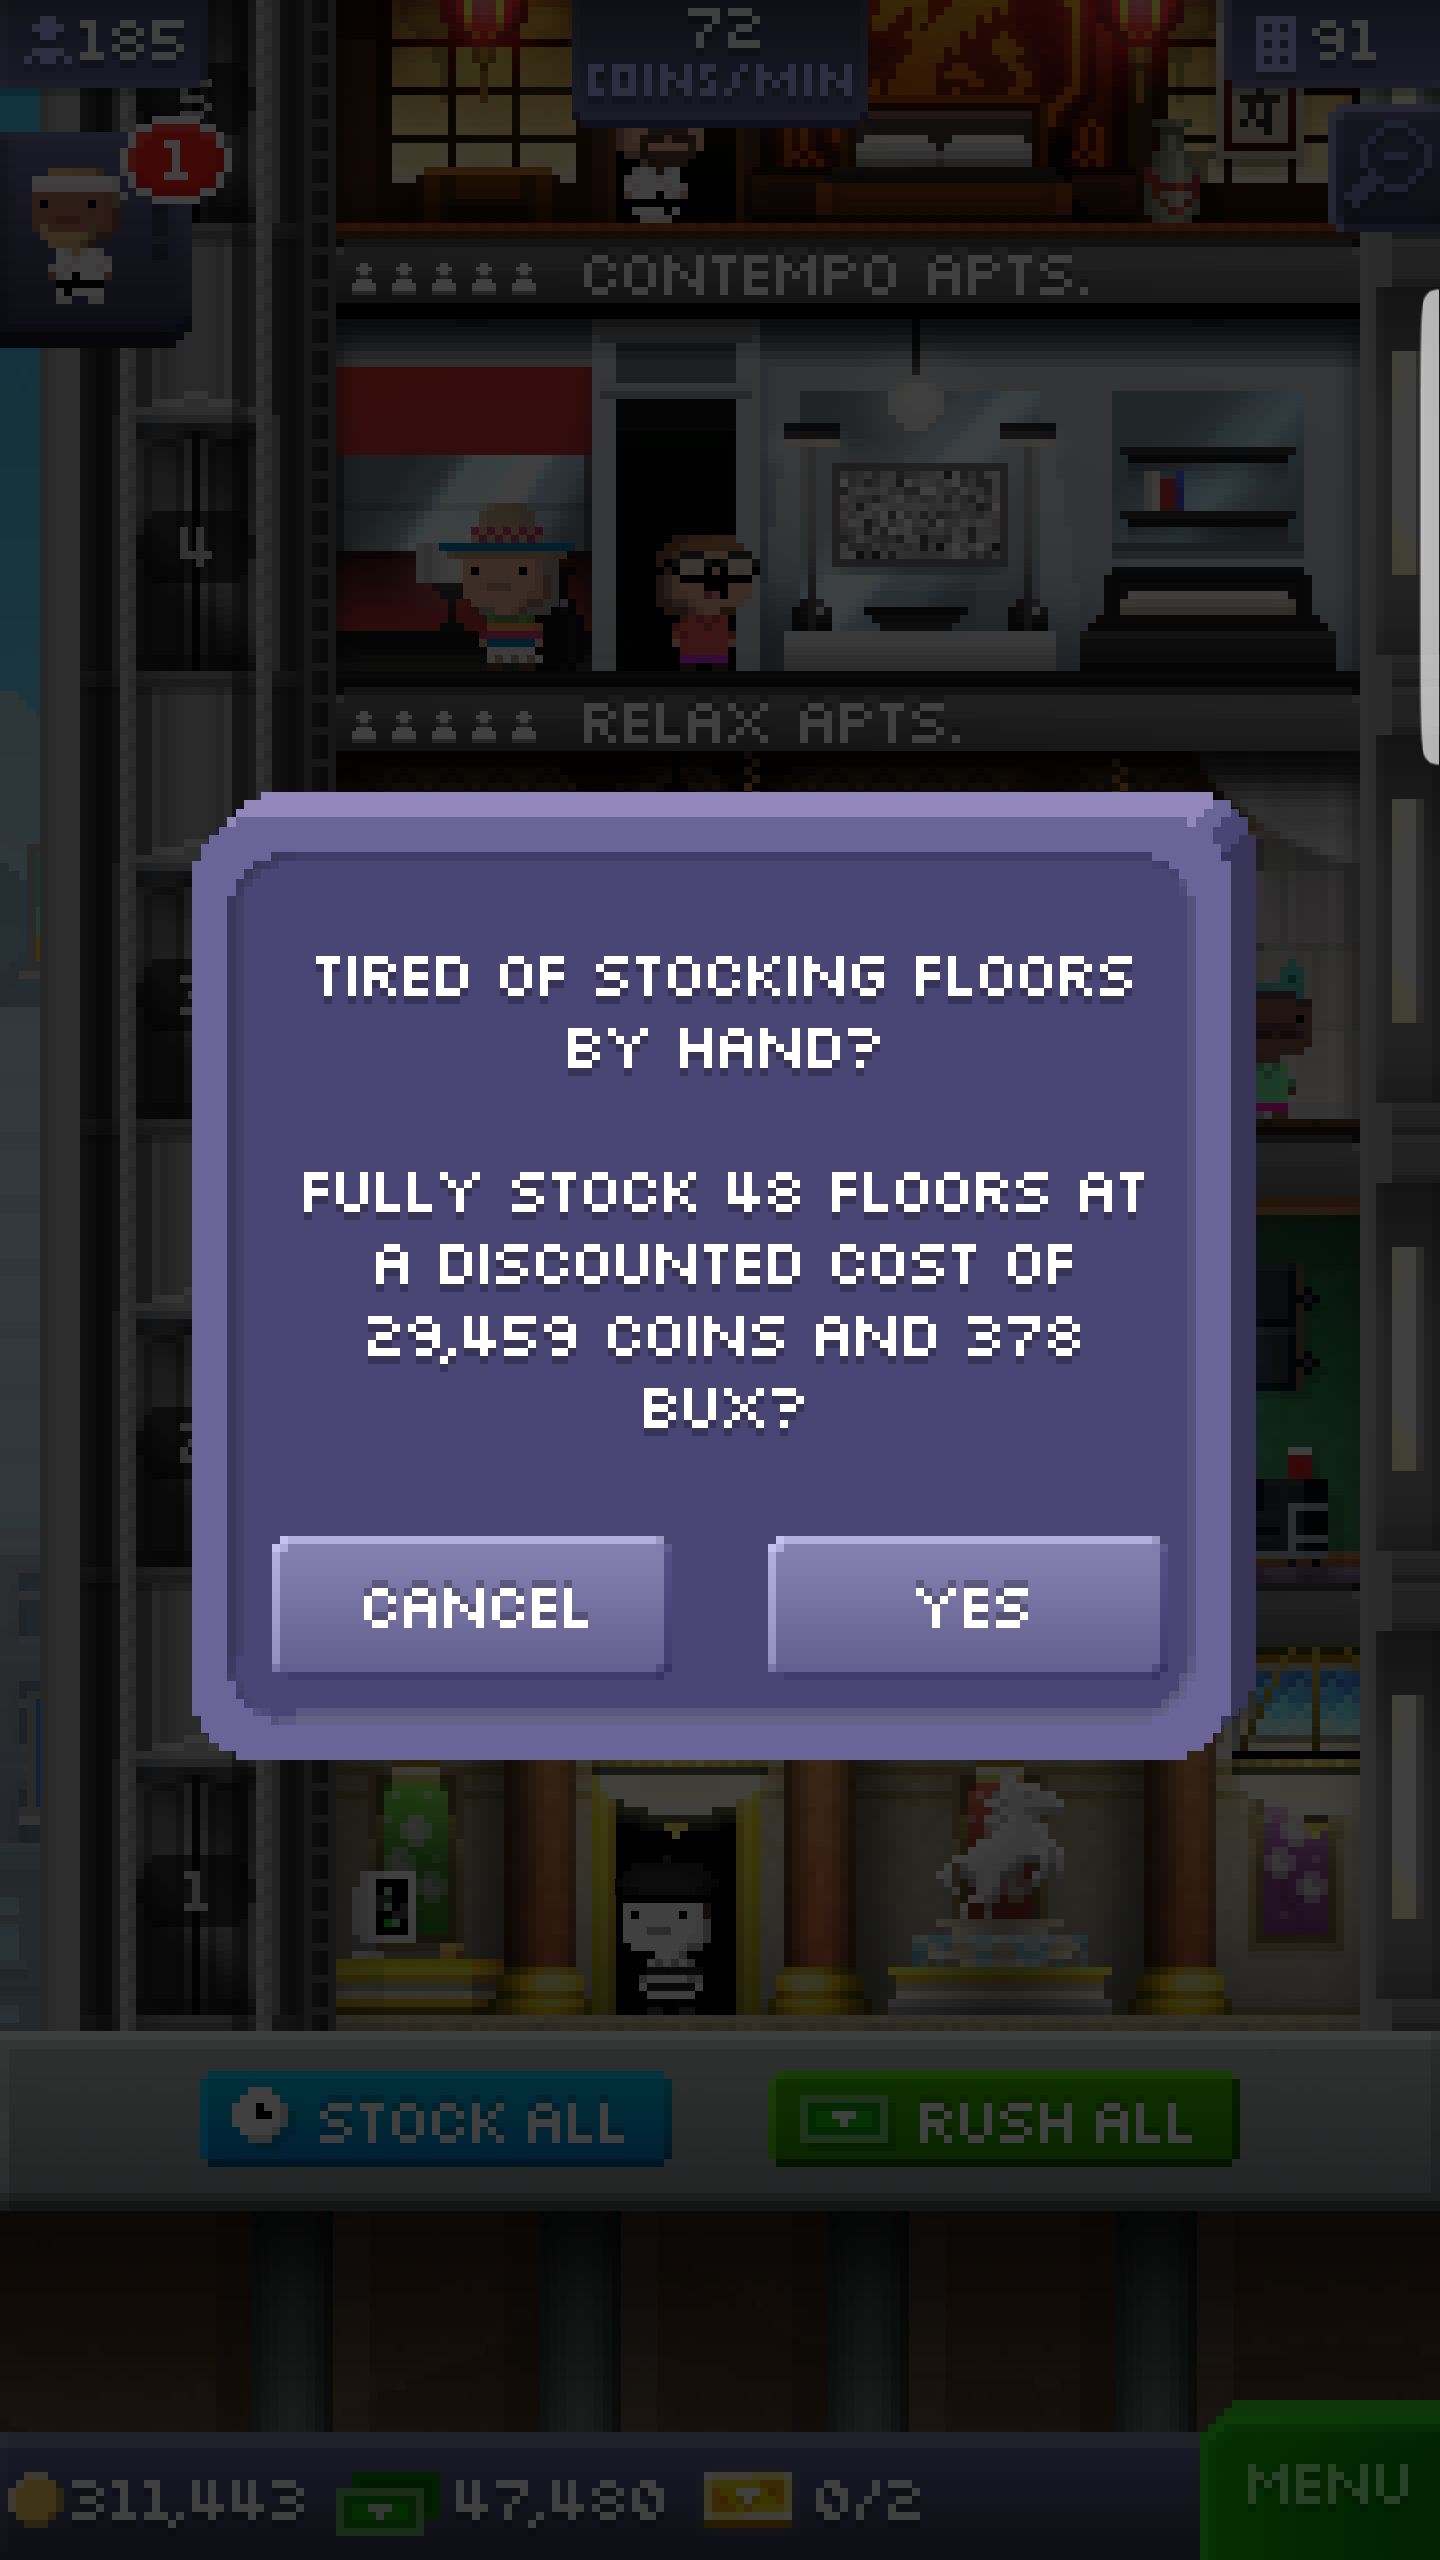 185
72
COINS/MIN
91
1
CONTEMPO APTS.
4
RELAX APTS.
TIRED OF STOCKING FLOORS
BY HAND?
FULLY STOCK 48 FLOORS AT
A DISCOUNTED COST OF
29,459 COINS AND 378
BUX?
CANCEL
YES
1
STOCK ALL
RUSH ALL
311,443
47,480
0/2
MENU